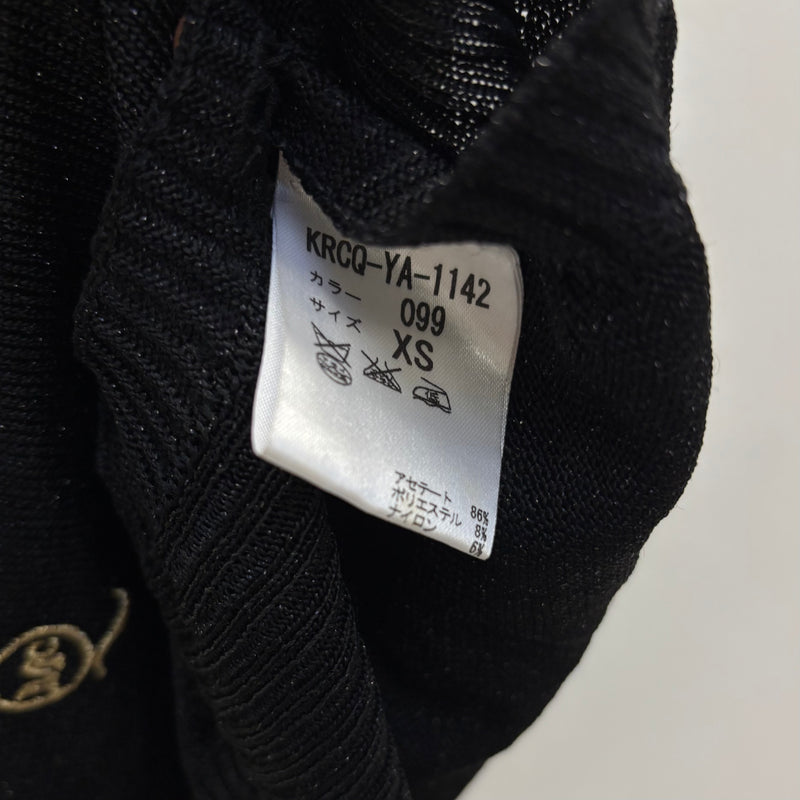 KRCQ-YA-1142
カラー 099
サイズ XS
低
アセテート 86%
ポリエステル 8%
ナイロン 6%